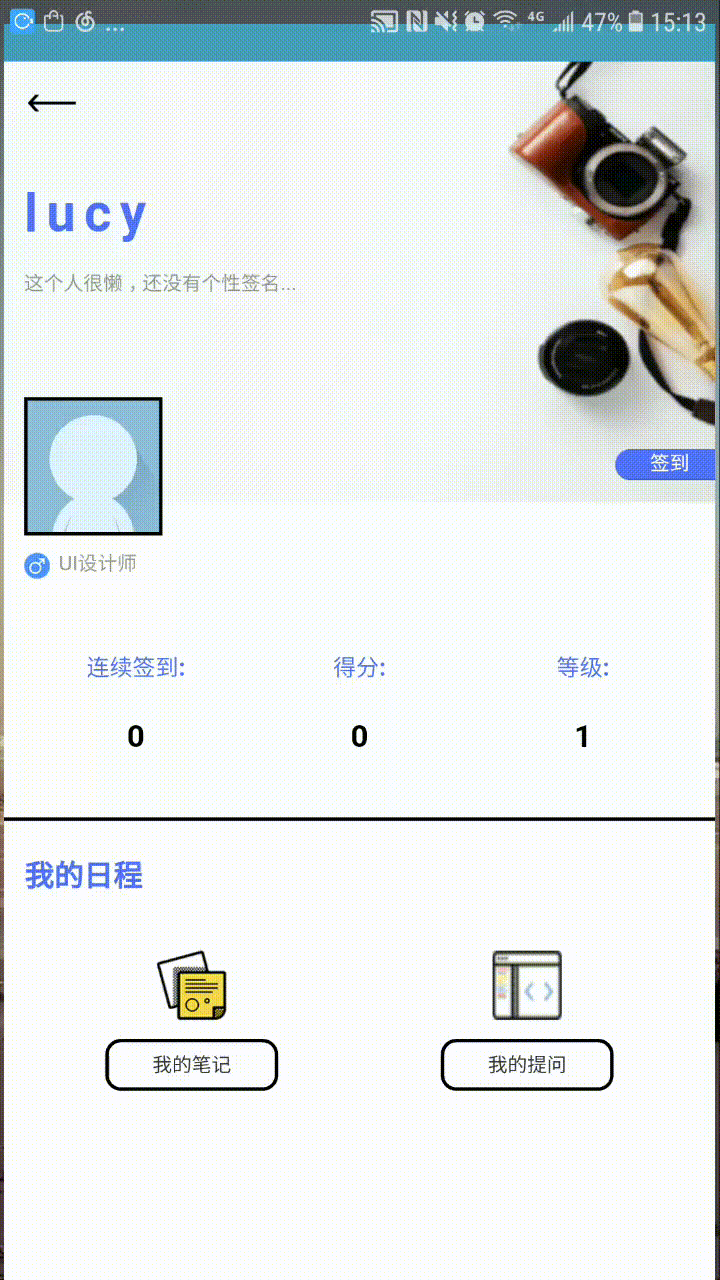 ... 4G 47% 15:13
lucy
这个人很懒，还没有个性签名...
签到
UI设计师
连续签到: 得分: 等级:
0 0 1
我的日程
我的笔记 我的提问